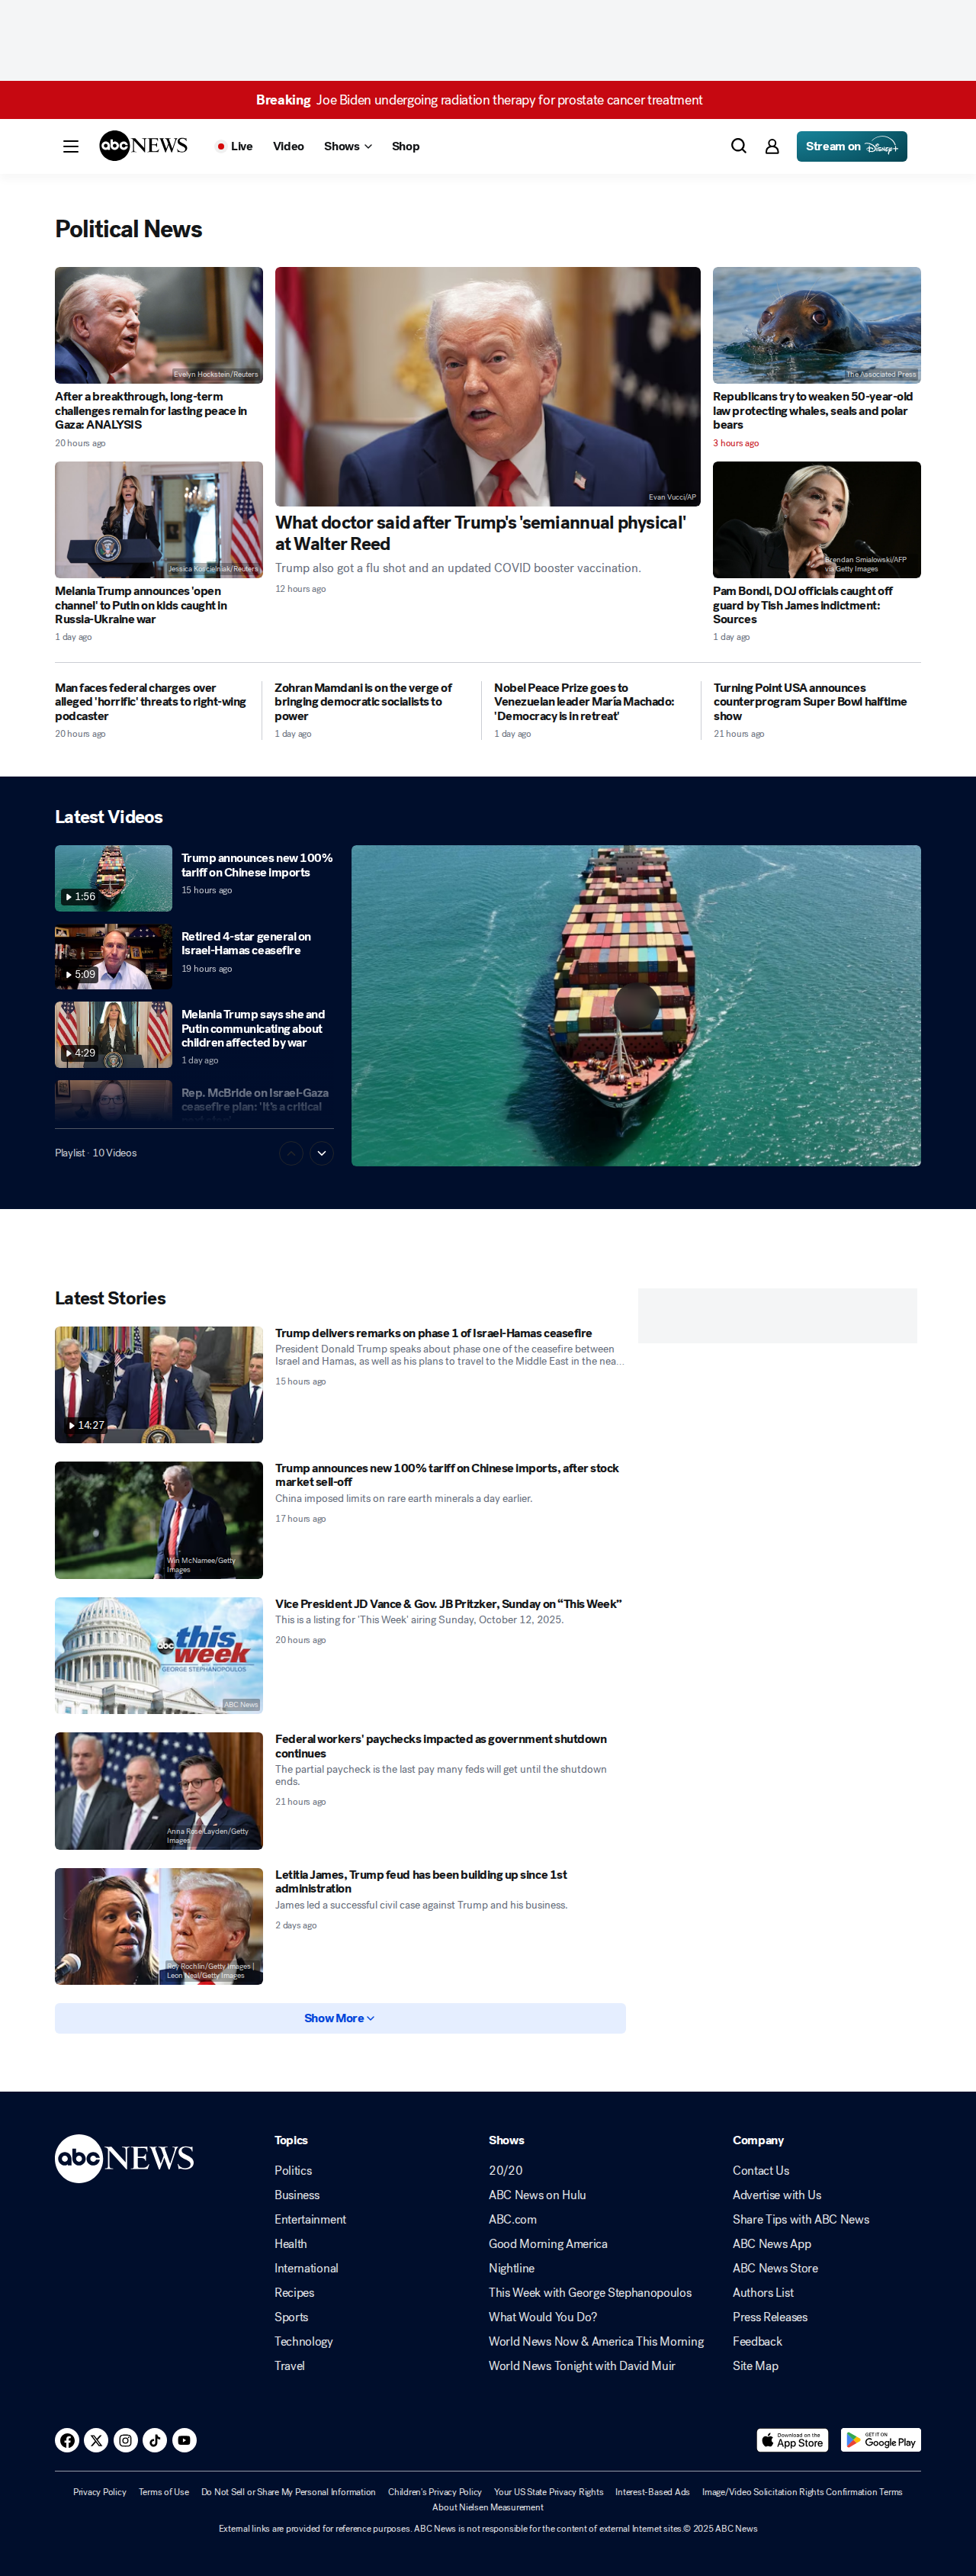 Breaking Joe Biden undergoing radiation therapy for prostate cancer treatment
abc NEWS
Live
Video
Shows
Shop
Stream on Disney+
Political News
Evelyn Hockstein/Reuters
After a breakthrough, long-term
challenges remain for lasting peace in
Gaza: ANALYSIS
20 hours ago
Jessica Koscielniak/Reuters
Melania Trump announces 'open
channel' to Putin on kids caught in
Russia-Ukraine war
1 day ago
Evan Vucci/AP
What doctor said after Trump's 'semiannual physical'
at Walter Reed
Trump also got a flu shot and an updated COVID booster vaccination.
12 hours ago
The Associated Press
Republicans try to weaken 50-year-old
law protecting whales, seals and polar
bears
3 hours ago
Brendan Smialowski/AFP
via Getty Images
Pam Bondi, DOJ officials caught off
guard by Tish James indictment:
Sources
1 day ago
Man faces federal charges over
alleged 'horrific' threats to right-wing
podcaster
20 hours ago
Zohran Mamdani is on the verge of
bringing democratic socialists to
power
1 day ago
Nobel Peace Prize goes to
Venezuelan leader María Machado:
'Democracy is in retreat'
1 day ago
Turning Point USA announces
counterprogram Super Bowl halftime
show
21 hours ago
Latest Videos
1:56
Trump announces new 100%
tariff on Chinese imports
15 hours ago
5:09
Retired 4-star general on
Israel-Hamas ceasefire
19 hours ago
4:29
Melania Trump says she and
Putin communicating about
children affected by war
1 day ago
Rep. McBride on Israel-Gaza
ceasefire plan: 'It's a critical
Playlist · 10 Videos
Latest Stories
14:27
Trump delivers remarks on phase 1 of Israel-Hamas ceasefire
President Donald Trump speaks about phase one of the ceasefire between
Israel and Hamas, as well as his plans to travel to the Middle East in the nea...
15 hours ago
Win McNamee/Getty
Images
Trump announces new 100% tariff on Chinese imports, after stock
market sell-off
China imposed limits on rare earth minerals a day earlier.
17 hours ago
abc this
week
GEORGE STEPHANOPOULOS
ABC News
Vice President JD Vance & Gov. JB Pritzker, Sunday on “This Week”
This is a listing for 'This Week' airing Sunday, October 12, 2025.
20 hours ago
Anna Rose Layden/Getty
Images
Federal workers' paychecks impacted as government shutdown
continues
The partial paycheck is the last pay many feds will get until the shutdown
ends.
21 hours ago
Roy Rochlin/Getty Images |
Leon Neal/Getty Images
Letitia James, Trump feud has been building up since 1st
administration
James led a successful civil case against Trump and his business.
2 days ago
Show More
abc NEWS
Topics
Politics
Business
Entertainment
Health
International
Recipes
Sports
Technology
Travel
Shows
20/20
ABC News on Hulu
ABC.com
Good Morning America
Nightline
This Week with George Stephanopoulos
What Would You Do?
World News Now & America This Morning
World News Tonight with David Muir
Company
Contact Us
Advertise with Us
Share Tips with ABC News
ABC News App
ABC News Store
Authors List
Press Releases
Feedback
Site Map
Download on the
App Store
GET IT ON
Google Play
Privacy Policy
Terms of Use
Do Not Sell or Share My Personal Information
Children's Privacy Policy
Your US State Privacy Rights
Interest-Based Ads
Image/Video Solicitation Rights Confirmation Terms
About Nielsen Measurement
External links are provided for reference purposes. ABC News is not responsible for the content of external Internet sites.© 2025 ABC News